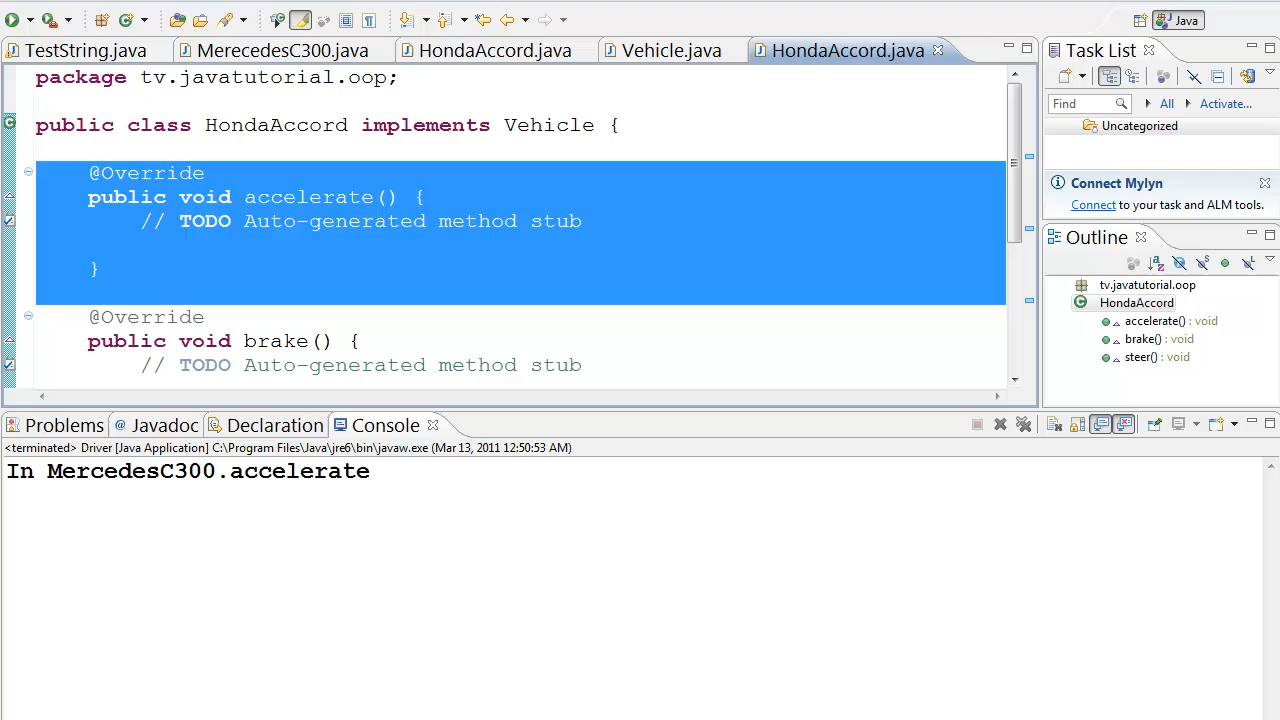 Java
TestString.java
MerecedesC300.java
HondaAccord.java
Vehicle.java
HondaAccord.java
package tv.javatutorial.oop;
public class HondaAccord implements Vehicle {
@Override
public void accelerate() {
// TODO Auto-generated method stub
}
@Override
public void brake() {
// TODO Auto-generated method stub
Task List
Find
All
Activate...
Uncategorized
Connect Mylyn
Connect to your task and ALM tools.
Outline
tv.javatutorial.oop
HondaAccord
accelerate() : void
brake() : void
steer() : void
Problems
@ Javadoc
Declaration
Console
<terminated> Driver [Java Application] C:\Program Files\Java\jre6\bin\javaw.exe (Mar 13, 2011 12:50:53 AM)
In MercedesC300.accelerate